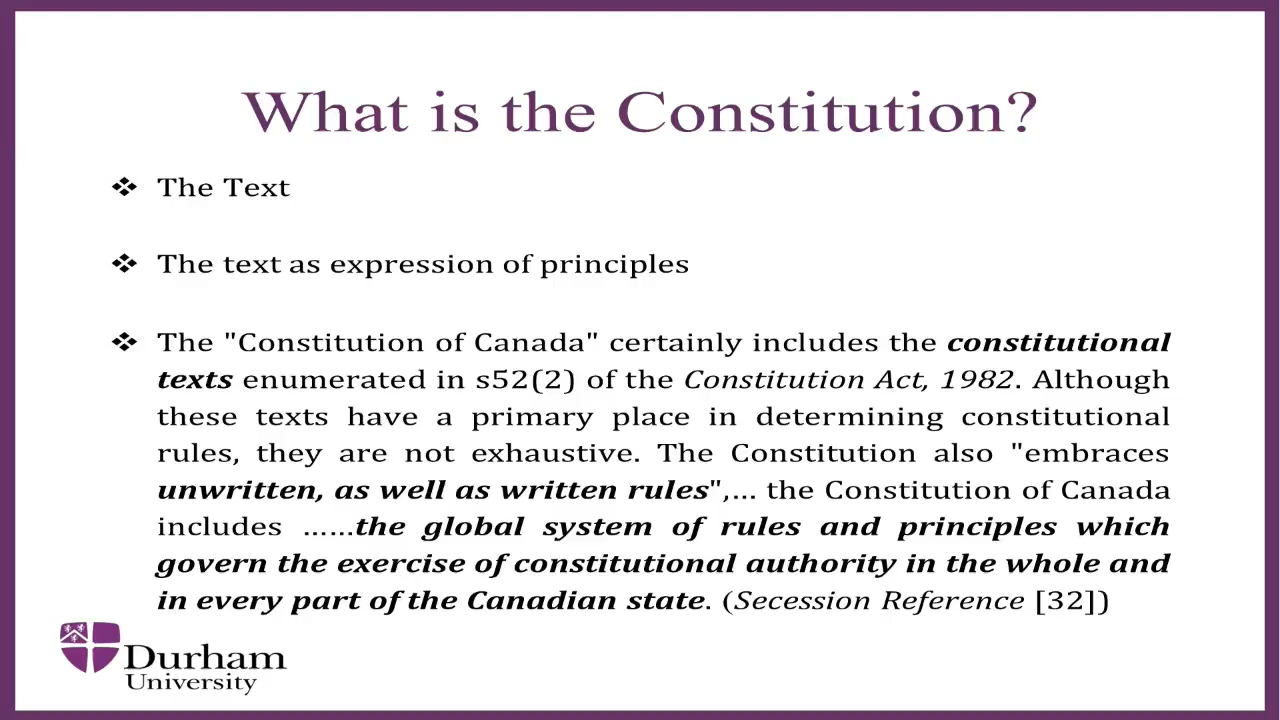 What is the Constitution?
❖ The Text
❖ The text as expression of principles
❖ The "Constitution of Canada" certainly includes the constitutional
texts enumerated in s52(2) of the Constitution Act, 1982. Although
these texts have a primary place in determining constitutional
rules, they are not exhaustive. The Constitution also "embraces
unwritten, as well as written rules",... the Constitution of Canada
includes ......the global system of rules and principles which
govern the exercise of constitutional authority in the whole and
in every part of the Canadian state. (Secession Reference [32])
Durham
University